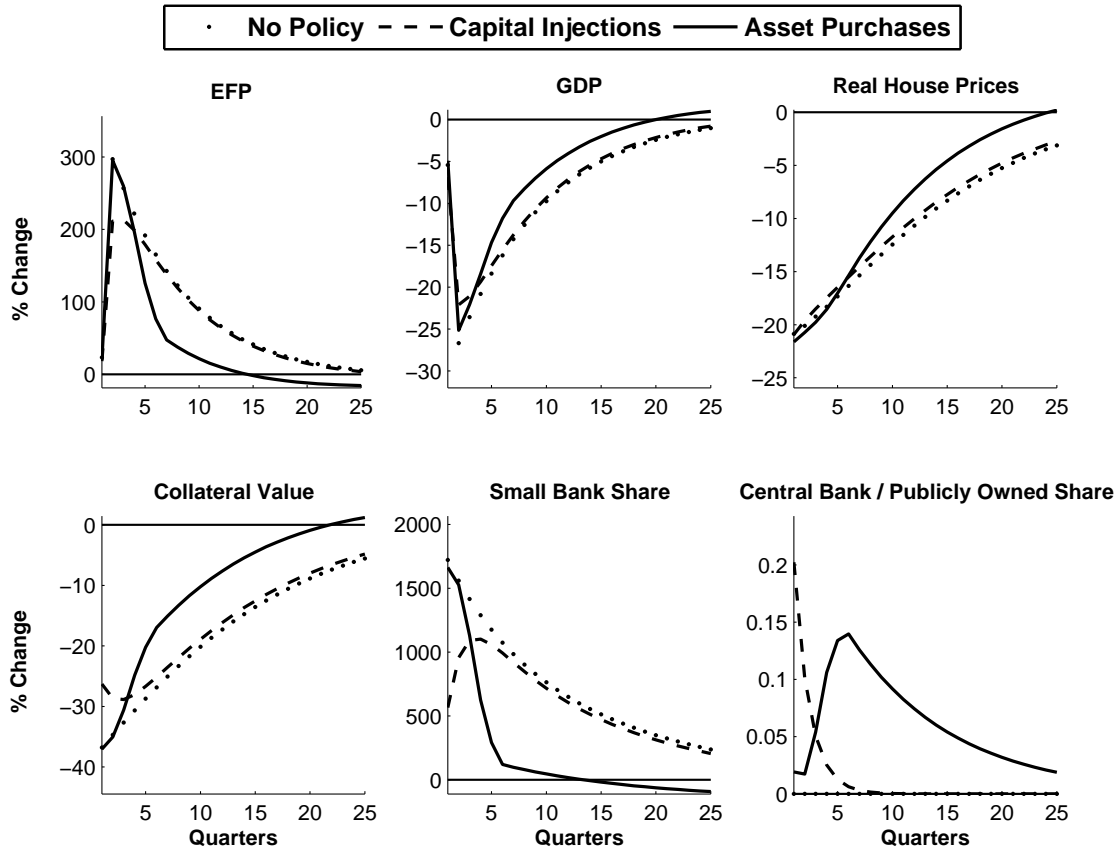 No Policy Capital Injections Asset Purchases
EFP
GDP
Real House Prices
% Change
300
200
100
0
5 10 15 20 25
0
−5
−10
−15
−20
−25
−30
5 10 15 20 25
0
−5
−10
−15
−20
−25
5 10 15 20 25
Collateral Value
Small Bank Share
Central Bank / Publicly Owned Share
% Change
0
−10
−20
−30
−40
5 10 15 20 25
Quarters
2000
1500
1000
500
0
5 10 15 20 25
Quarters
0.2
0.15
0.1
0.05
0
5 10 15 20 25
Quarters